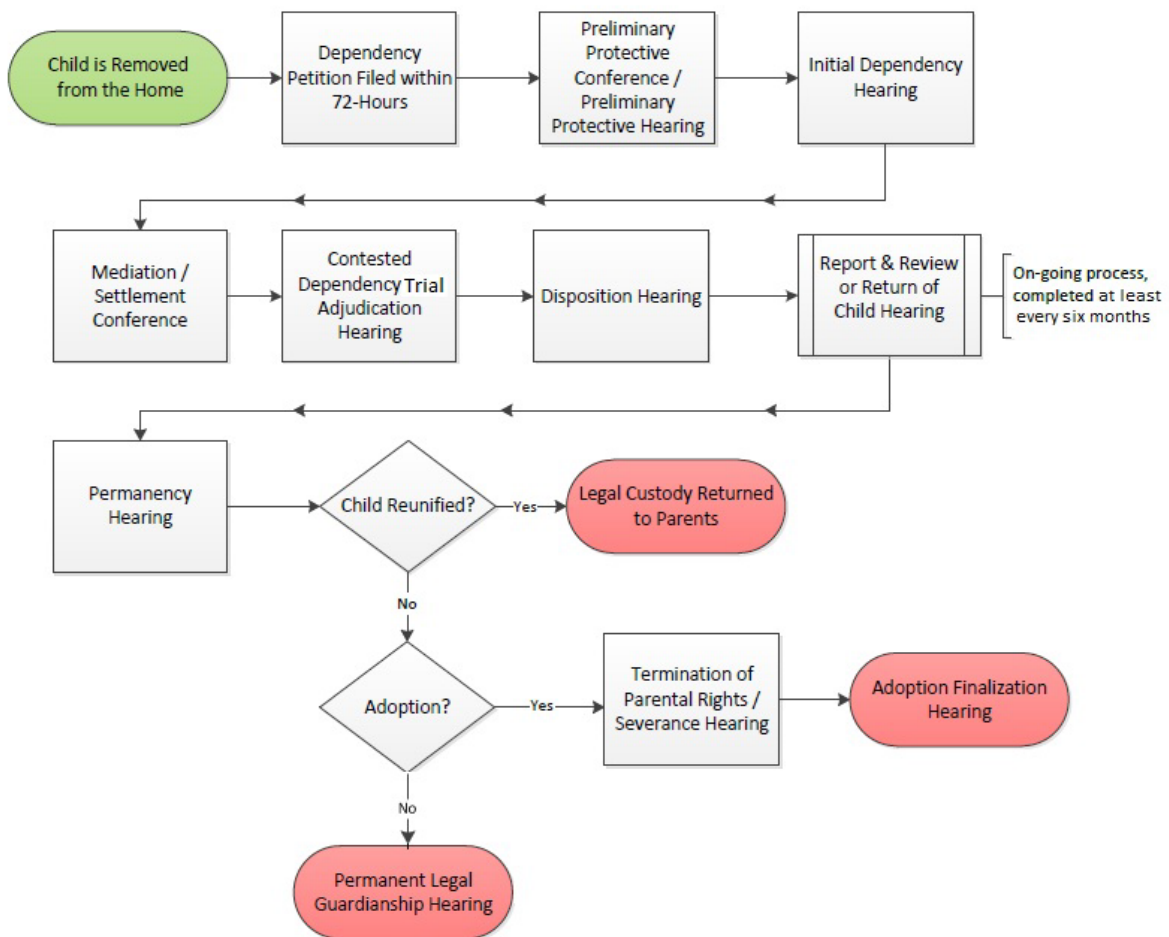 Child is Removed
from the Home
Dependency
Petition Filed within
72-Hours
Preliminary
Protective
Conference /
Preliminary
Protective Hearing
Initial Dependency
Hearing
Mediation /
Settlement
Conference
Contested
Dependency Trial
Adjudication
Hearing
Disposition Hearing
Report & Review
or Return of
Child Hearing
On-going process,
completed at least
every six months
Permanency
Hearing
Child Reunified?
Yes
Legal Custody Returned
to Parents
No
Adoption?
Yes
Termination of
Parental Rights /
Severance Hearing
Adoption Finalization
Hearing
No
Permanent Legal
Guardianship Hearing